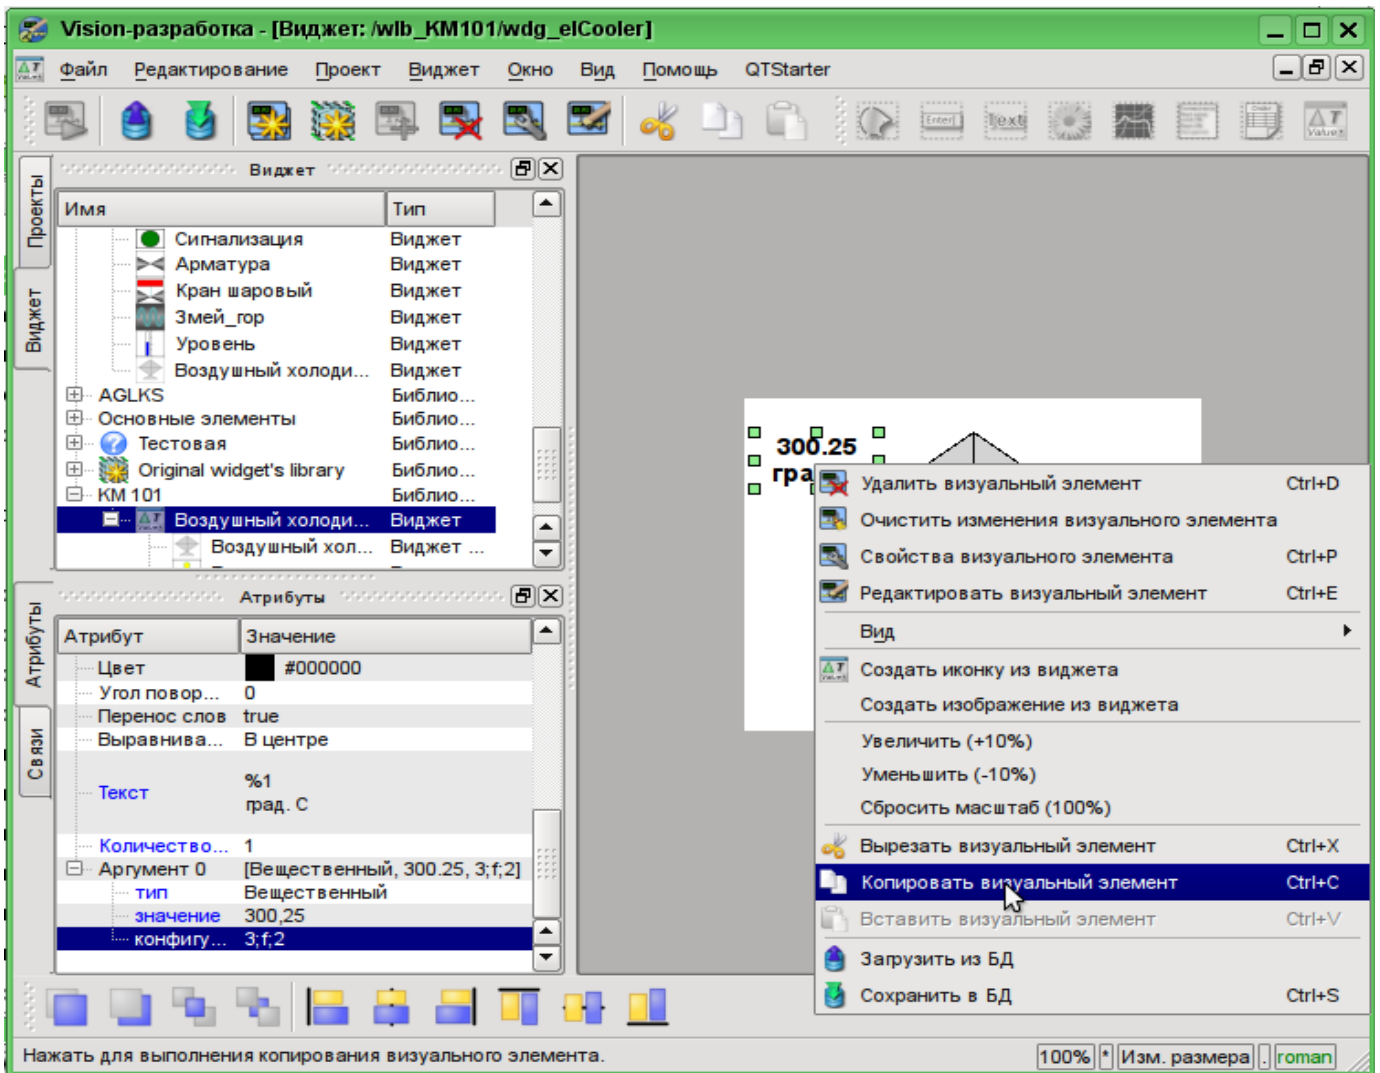 Vision-разработка - [Виджет: /wlb_KM101/wdg_elCooler]
Файл Редактирование Проект Виджет Окно Вид Помощь QTStarter
Проекты
Виджет
Виджет
Имя Тип
Сигнализация Виджет
Арматура Виджет
Кран шаровый Виджет
Змей_гор Виджет
Уровень Виджет
Воздушный холоди... Виджет
AGLKS Библио...
Основные элементы Библио...
Тестовая Библио...
Original widget's library Библио...
КМ 101 Библио...
Воздушный холоди... Виджет
Воздушный хол... Виджет ...
Атрибуты
Связи
Атрибуты
Атрибут Значение
Цвет #000000
Угол повор... 0
Перенос слов true
Выравнива... В центре
Текст %1
град. С
Количество... 1
Аргумент 0 [Вещественный, 300.25, 3;f;2]
тип Вещественный
значение 300,25
конфигу... 3;f;2
300.25
гра
Удалить визуальный элемент Ctrl+D
Очистить изменения визуального элемента
Свойства визуального элемента Ctrl+P
Редактировать визуальный элемент Ctrl+E
Вид
Создать иконку из виджета
Создать изображение из виджета
Увеличить (+10%)
Уменьшить (-10%)
Сбросить масштаб (100%)
Вырезать визуальный элемент Ctrl+X
Копировать визуальный элемент Ctrl+C
Вставить визуальный элемент Ctrl+V
Загрузить из БД
Сохранить в БД Ctrl+S
Нажать для выполнения копирования визуального элемента.
100% * Изм. размера . roman